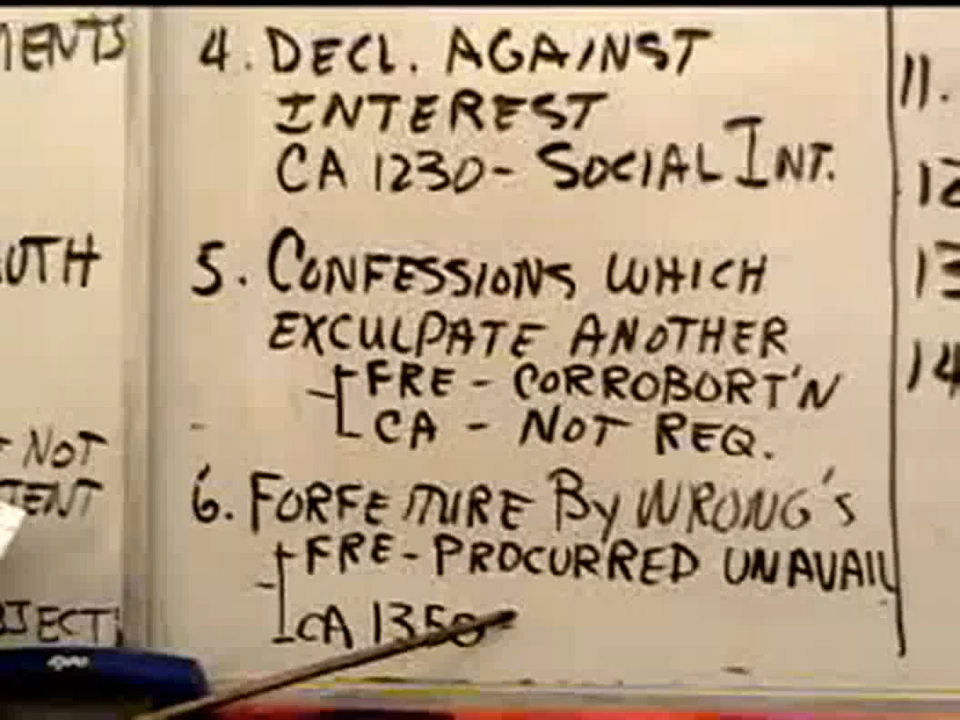 MENTS
UTH
NOT
TENT
BJECT
4. DECL. AGAINST
INTEREST
CA 1230- SOCIAL INT.
5. CONFESSIONS WHICH
EXCULPATE ANOTHER
FRE - CORROBORT'N
CA - NOT REQ.
6. FORFEITURE BY WRONG'S
FRE - PROCURRED UNAVAIL
CA 1350
11.
12
13
14